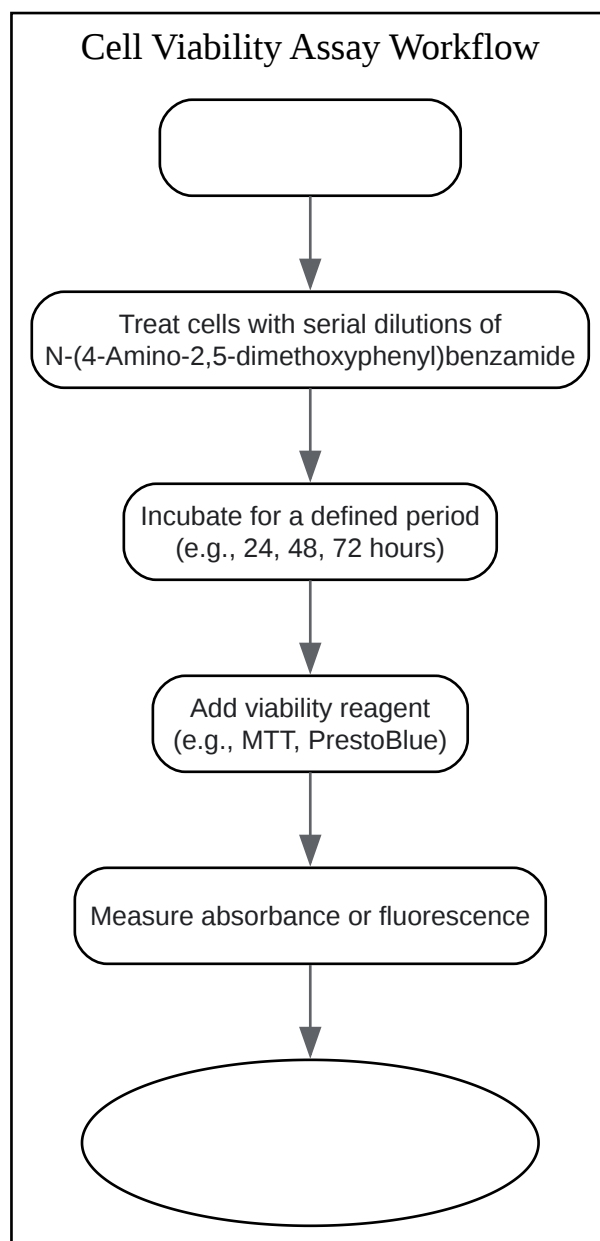 Cell Viability Assay Workflow
Treat cells with serial dilutions of
N-(4-Amino-2,5-dimethoxyphenyl)benzamide
Incubate for a defined period
(e.g., 24, 48, 72 hours)
Add viability reagent
(e.g., MTT, PrestoBlue)
Measure absorbance or fluorescence